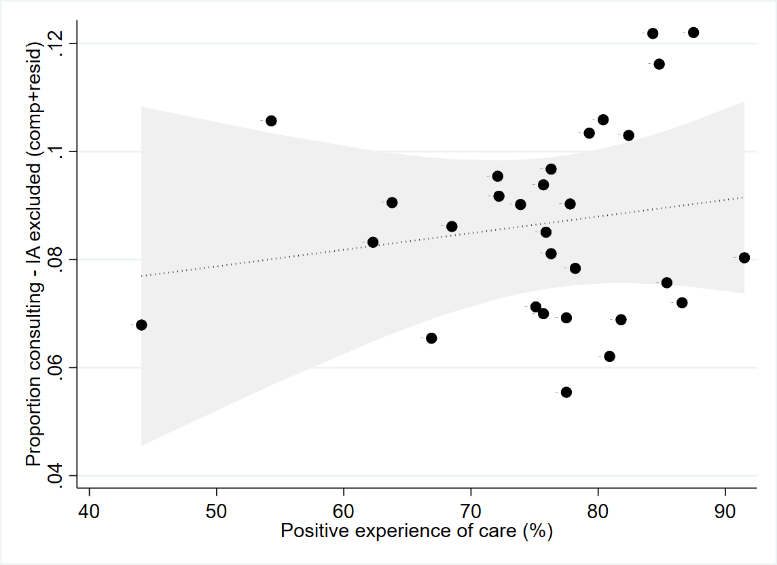 Proportion consulting - IA excluded (comp+resid)
.12
.1
.08
.06
.04
40 50 60 70 80 90
Positive experience of care (%)